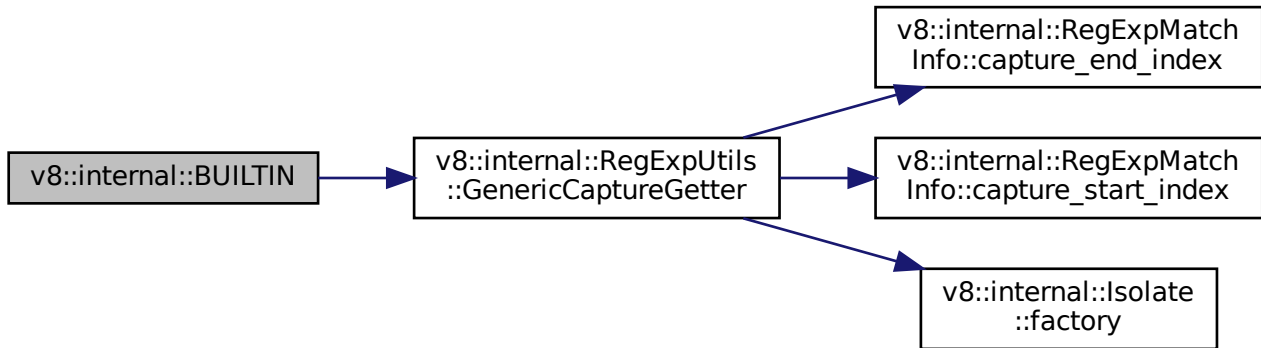 v8::internal::RegExpMatch
Info::capture_end_index
v8::internal::BUILTIN
v8::internal::RegExpUtils
::GenericCaptureGetter
v8::internal::RegExpMatch
Info::capture_start_index
v8::internal::Isolate
::factory